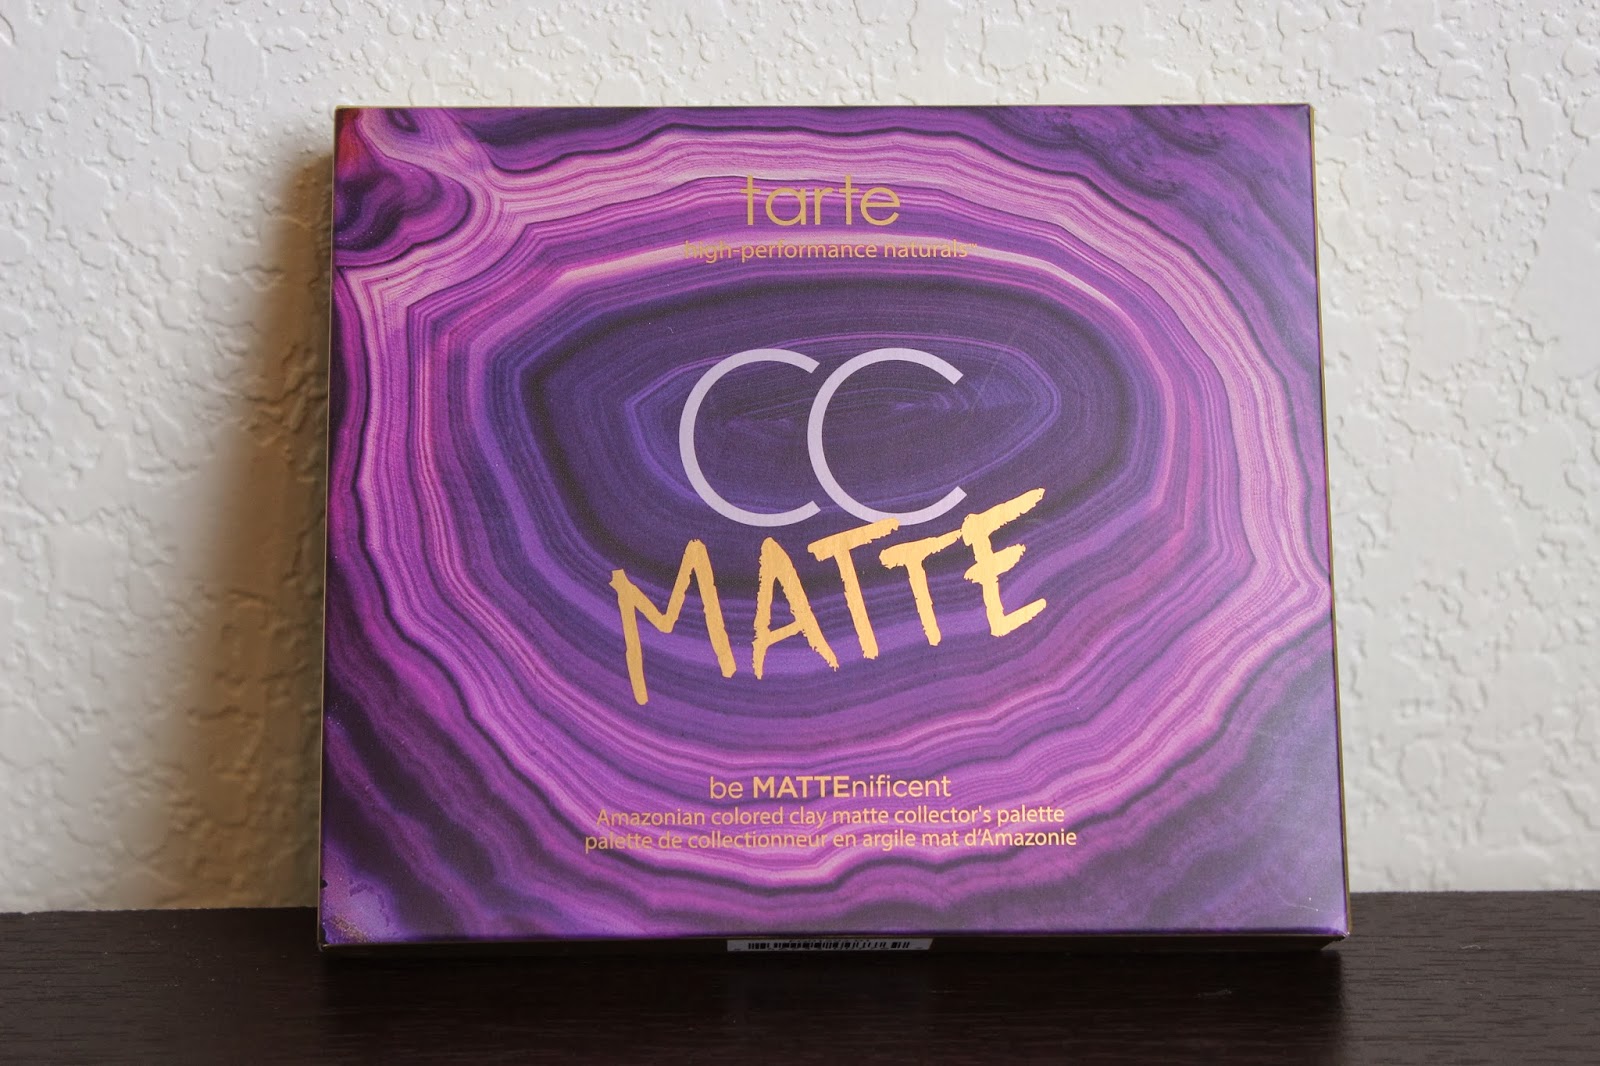 tarte
high-performance naturals™
CC
MATTE
be MATTEnificent
Amazonian colored clay matte collector's palette
palette de collectionneur en argile mat d'Amazonie